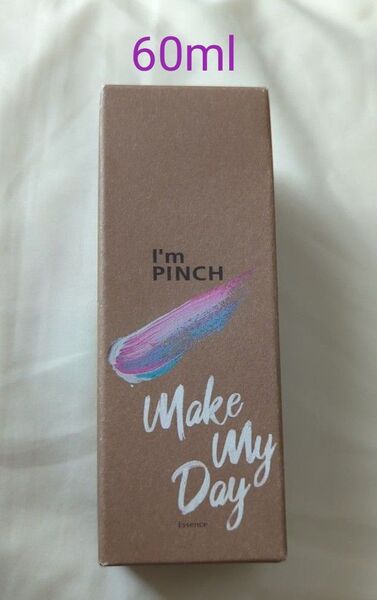 60ml
I'm
PINCH
Make
My
Day
Essence